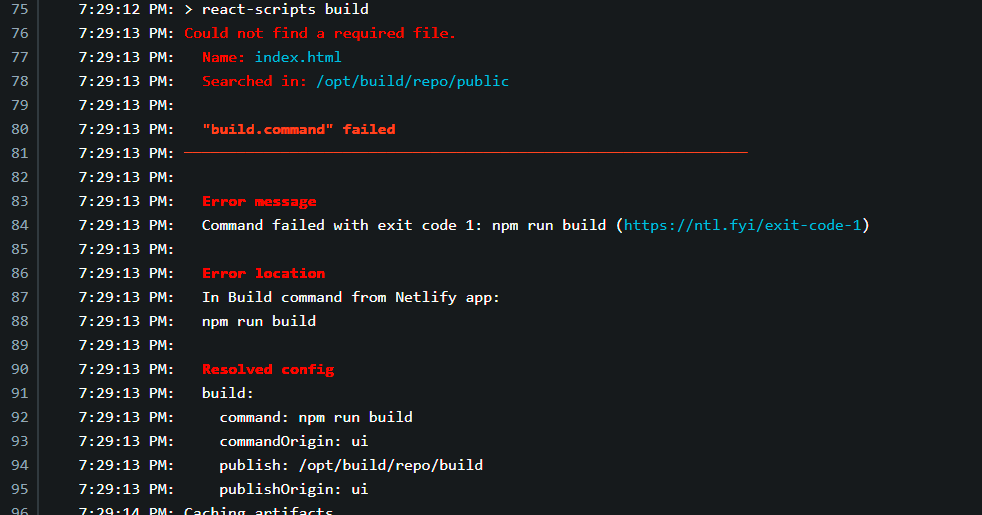 75 7:29:12 PM: > react-scripts build
76 7:29:13 PM: Could not find a required file.
77 7:29:13 PM: Name: index.html
78 7:29:13 PM: Searched in: /opt/build/repo/public
79 7:29:13 PM:
80 7:29:13 PM: "build.command" failed
81 7:29:13 PM: ────────────────────────────────────────────────────────────────
82 7:29:13 PM:
83 7:29:13 PM: Error message
84 7:29:13 PM: Command failed with exit code 1: npm run build (https://ntl.fyi/exit-code-1)
85 7:29:13 PM:
86 7:29:13 PM: Error location
87 7:29:13 PM: In Build command from Netlify app:
88 7:29:13 PM: npm run build
89 7:29:13 PM:
90 7:29:13 PM: Resolved config
91 7:29:13 PM: build:
92 7:29:13 PM: command: npm run build
93 7:29:13 PM: commandOrigin: ui
94 7:29:13 PM: publish: /opt/build/repo/build
95 7:29:13 PM: publishOrigin: ui
96 7:29:14 PM: Caching artifacts